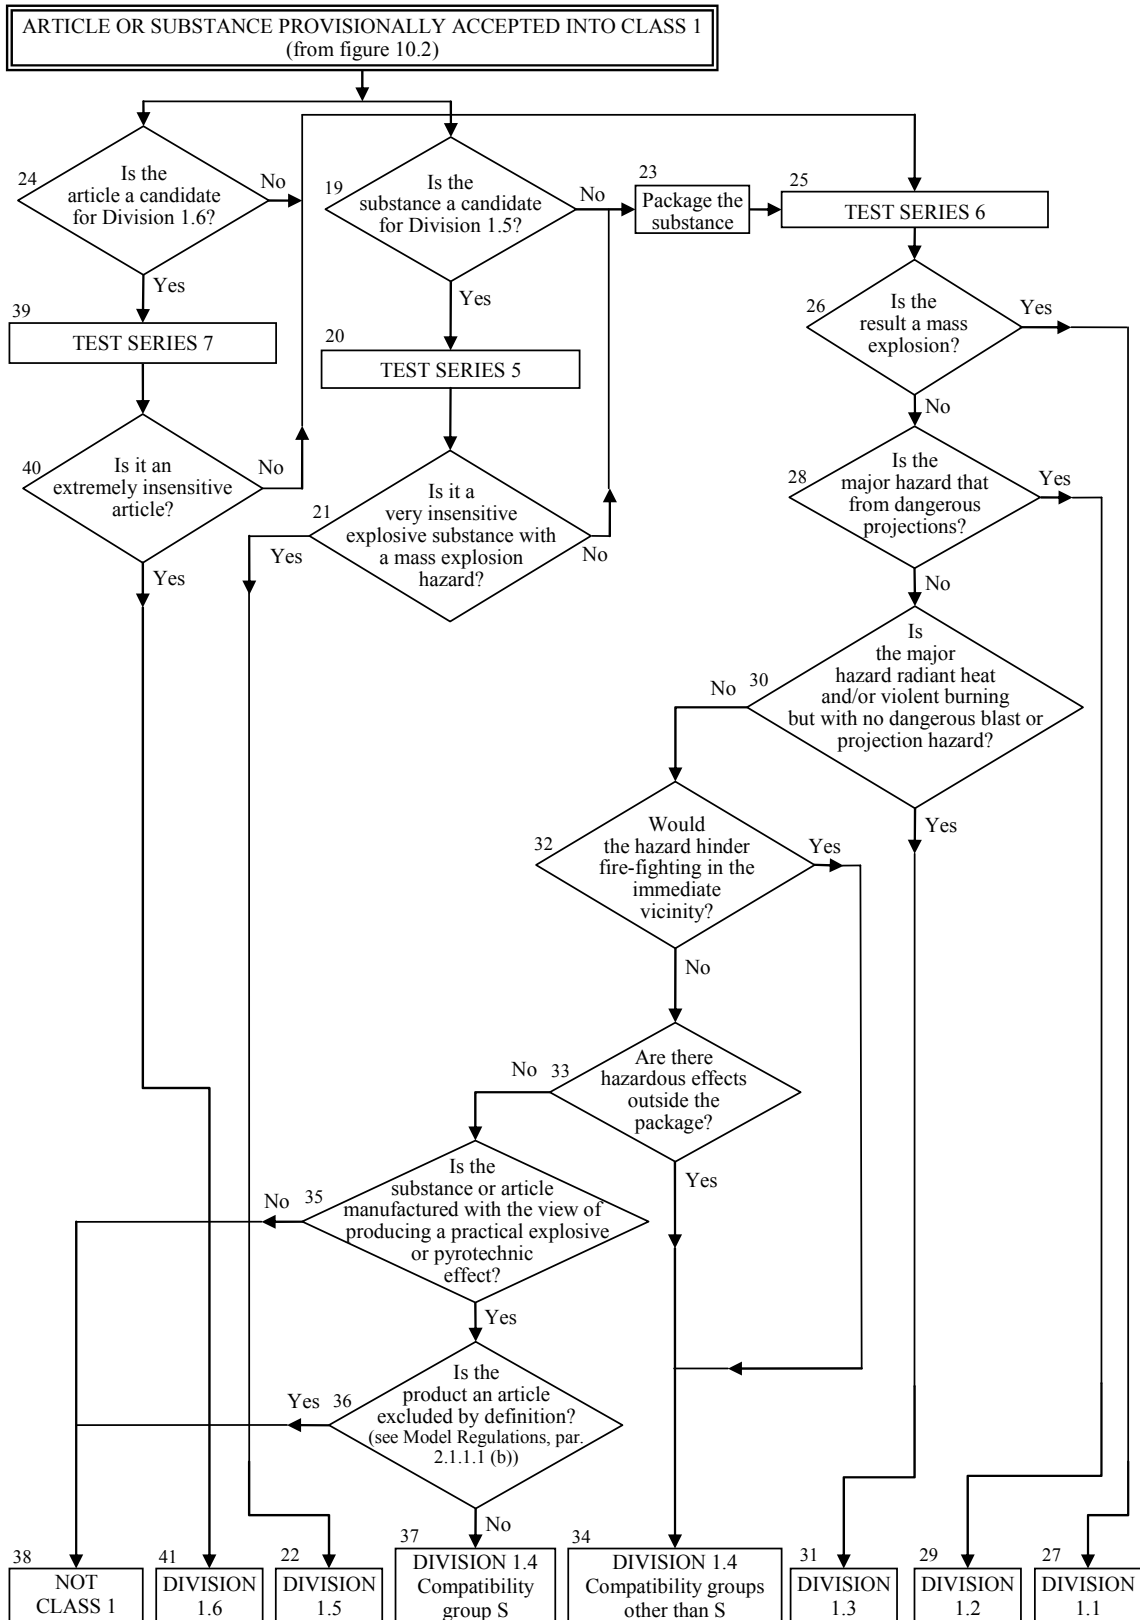 ARTICLE OR SUBSTANCE PROVISIONALLY ACCEPTED INTO CLASS 1
(from figure 10.2)
24
Is the
article a candidate
for Division 1.6?
No
Yes
19
Is the
substance a candidate
for Division 1.5?
No
Yes
23
Package the
substance
25
TEST SERIES 6
39
TEST SERIES 7
20
TEST SERIES 5
26
Is the
result a mass
explosion?
Yes
No
40
Is it an
extremely insensitive
article?
No
Yes
21
Is it a
very insensitive
explosive substance with
a mass explosion
hazard?
Yes
No
28
Is the
major hazard that
from dangerous
projections?
Yes
No
30
Is
the major
hazard radiant heat
and/or violent burning
but with no dangerous blast or
projection hazard?
No
Yes
32
Would
the hazard hinder
fire-fighting in the
immediate
vicinity?
Yes
No
33
Are there
hazardous effects
outside the
package?
No
Yes
35
Is the
substance or article
manufactured with the view of
producing a practical explosive
or pyrotechnic
effect?
No
Yes
36
Is the
product an article
excluded by definition?
(see Model Regulations, par.
2.1.1.1 (b))
Yes
No
38
NOT
CLASS 1
41
DIVISION
1.6
22
DIVISION
1.5
37
DIVISION 1.4
Compatibility
group S
34
DIVISION 1.4
Compatibility groups
other than S
31
DIVISION
1.3
29
DIVISION
1.2
27
DIVISION
1.1